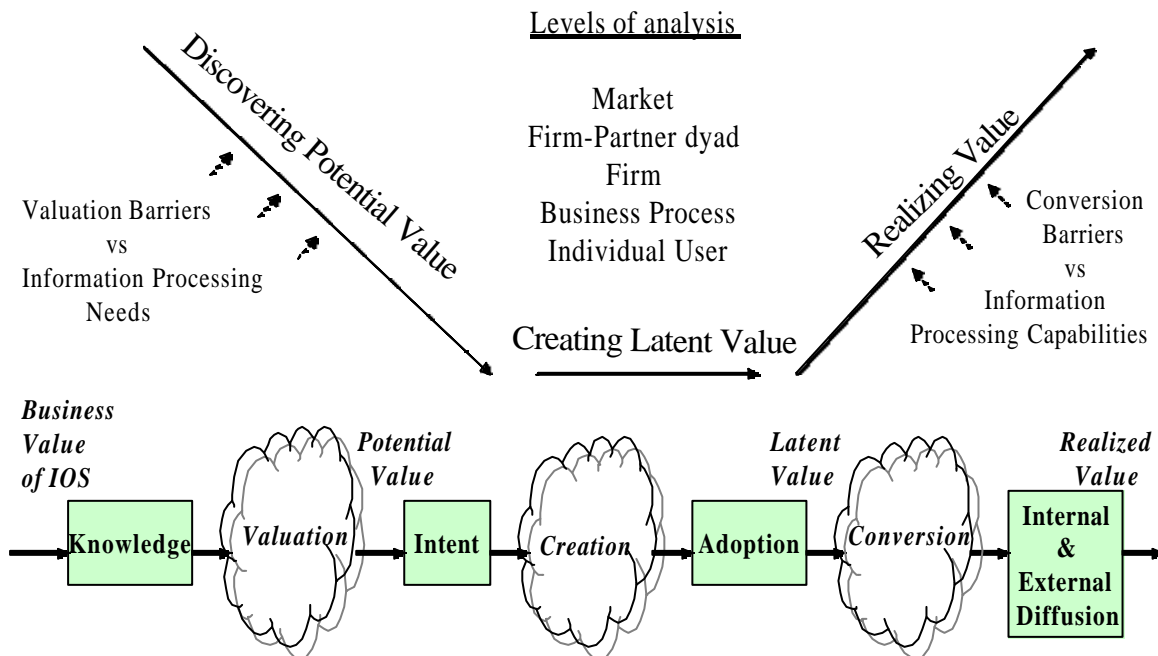 Levels of analysis
Discovering Potential Value
Market
Firm-Partner dyad
Firm
Business Process
Individual User
Realizing Value
Valuation Barriers
vs
Information Processing
Needs
Conversion
Barriers
vs
Information
Processing Capabilities
Creating Latent Value
Business
Value
of IOS
Potential
Value
Latent
Value
Realized
Value
Knowledge
Valuation
Intent
Creation
Adoption
Conversion
Internal
&
External
Diffusion